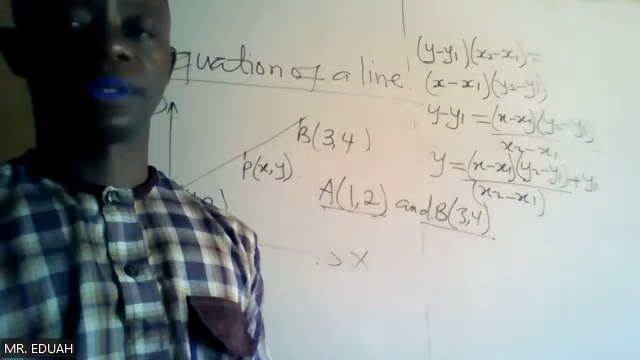 Equation of a line.
(y-y₁)(x₂-x₁)=
(x-x₁)(y₂-y₁)
y-y₁ = (x-x₁)(y₂-y₁)
x₂-x₁
y = (x-x₁)(y₂-y₁) + y₁
(x₂-x₁)
B(3,4)
P(x,y)
A(1,2) and B(3,4)
X
MR. EDUAH